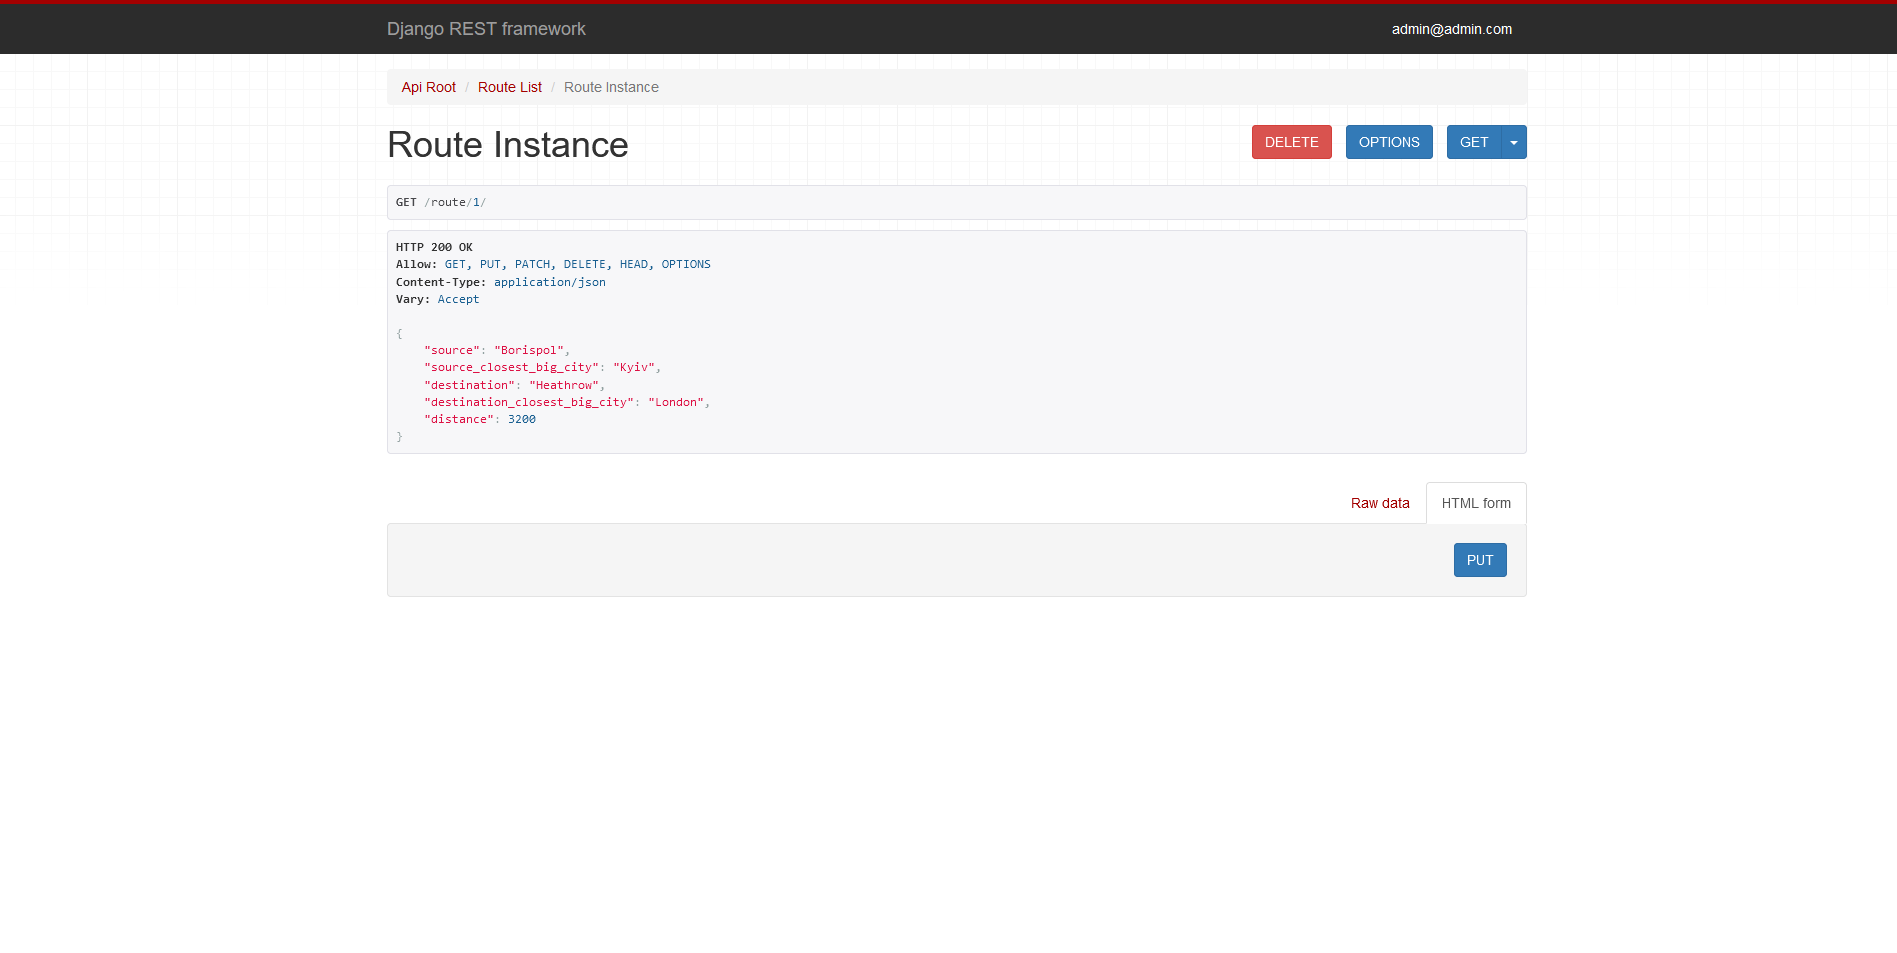 Django REST framework
admin@admin.com
Api Root / Route List / Route Instance
Route Instance
DELETE
OPTIONS
GET
GET /route/1/
HTTP 200 OK
Allow: GET, PUT, PATCH, DELETE, HEAD, OPTIONS
Content-Type: application/json
Vary: Accept
{
    "source": "Borispol",
    "source_closest_big_city": "Kyiv",
    "destination": "Heathrow",
    "destination_closest_big_city": "London",
    "distance": 3200
}
Raw data
HTML form
PUT